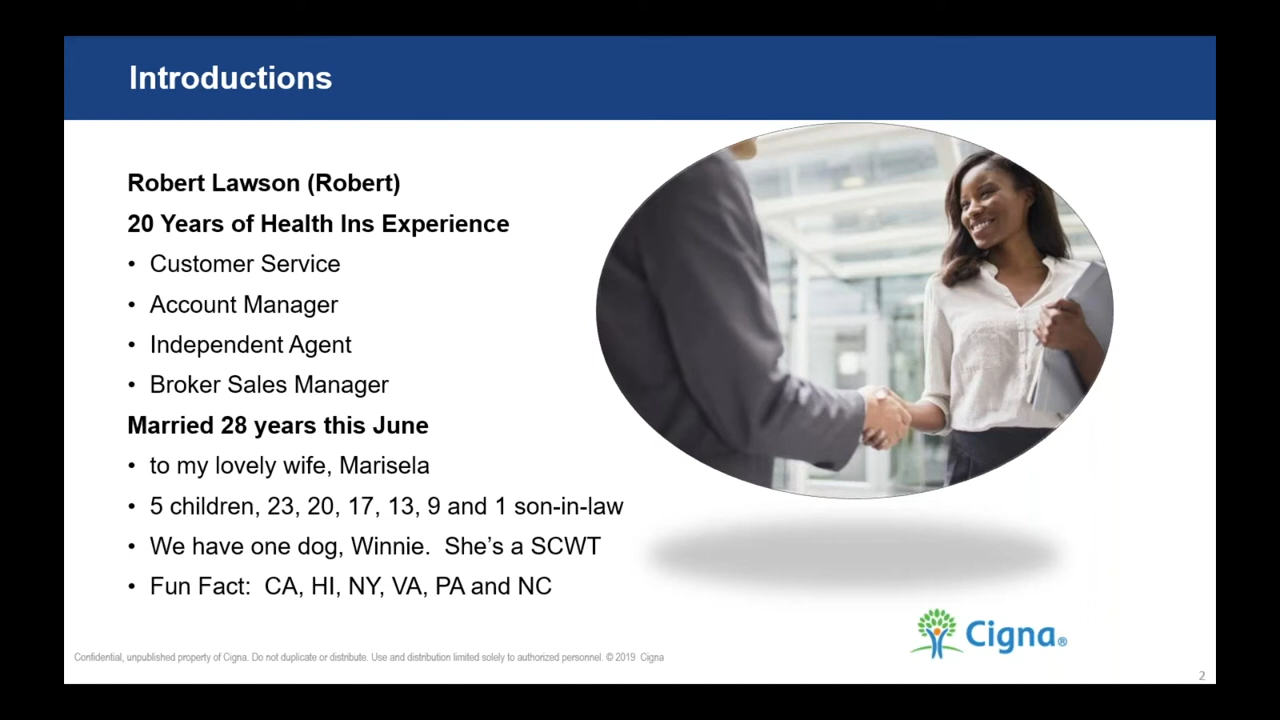 Introductions
Robert Lawson (Robert)
20 Years of Health Ins Experience
• Customer Service
• Account Manager
• Independent Agent
• Broker Sales Manager
Married 28 years this June
• to my lovely wife, Marisela
• 5 children, 23, 20, 17, 13, 9 and 1 son-in-law
• We have one dog, Winnie.  She's a SCWT
• Fun Fact:  CA, HI, NY, VA, PA and NC
Cigna®
Confidential, unpublished property of Cigna. Do not duplicate or distribute. Use and distribution limited solely to authorized personnel. © 2019  Cigna
2